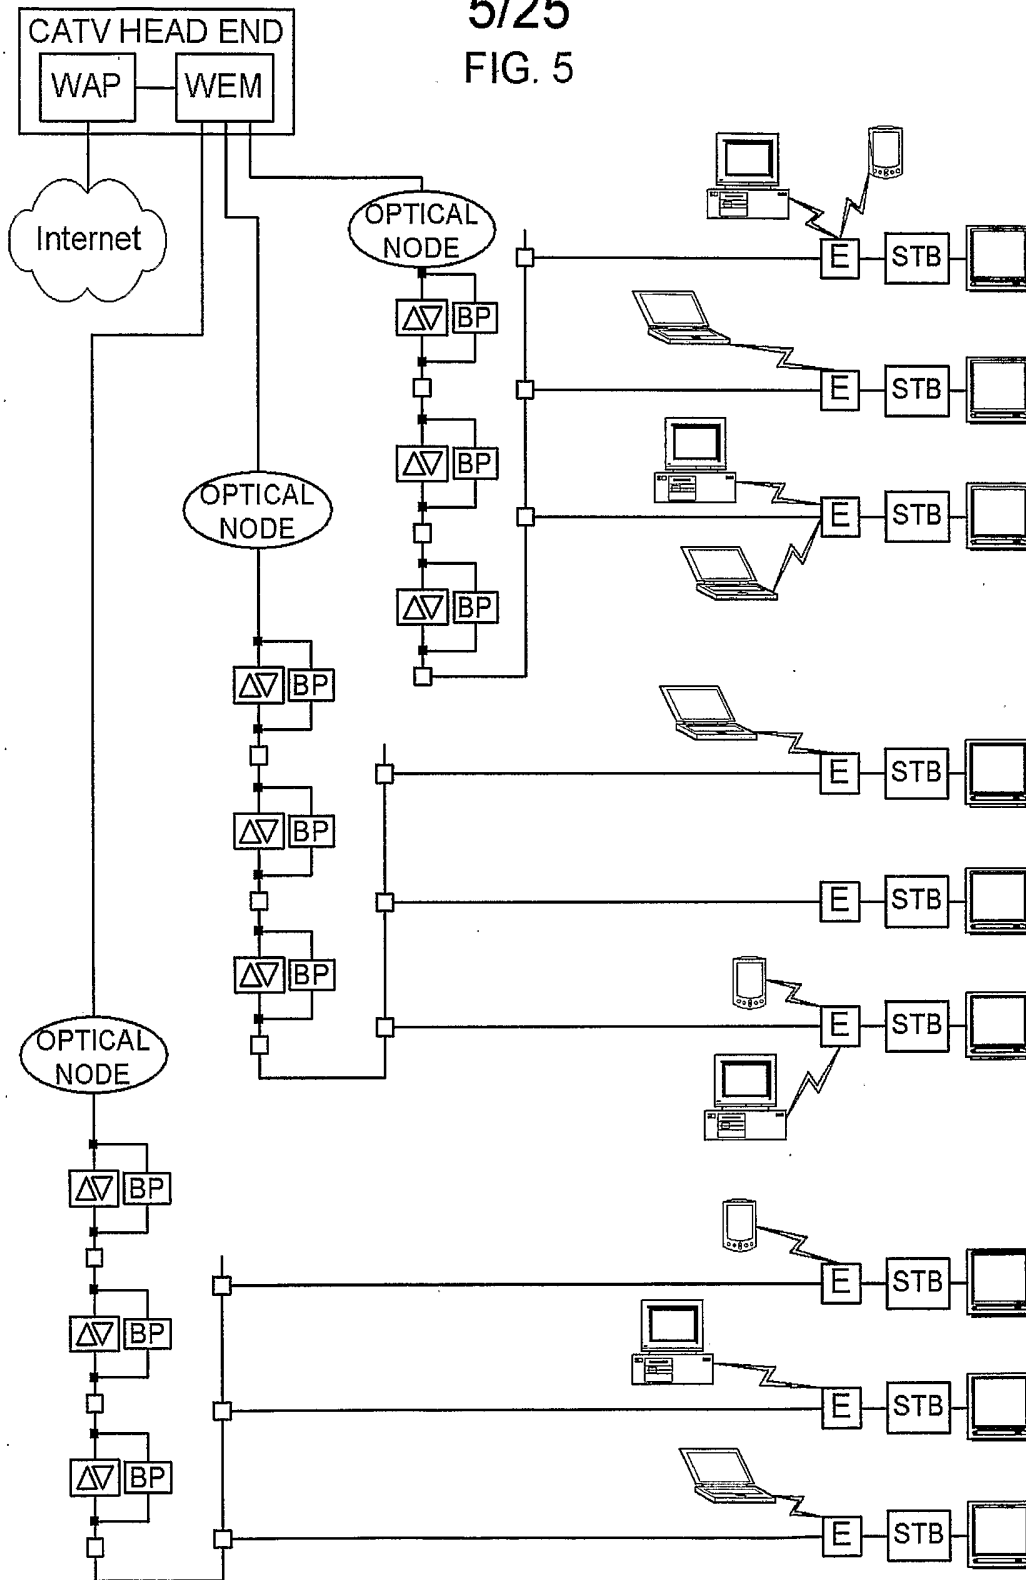 5/25
FIG. 5
CATV HEAD END
WAP
WEM
Internet
OPTICAL
NODE
BP
BP
BP
E
STB
E
STB
E
STB
OPTICAL
NODE
BP
BP
BP
E
STB
E
STB
E
STB
OPTICAL
NODE
BP
BP
BP
E
STB
E
STB
E
STB